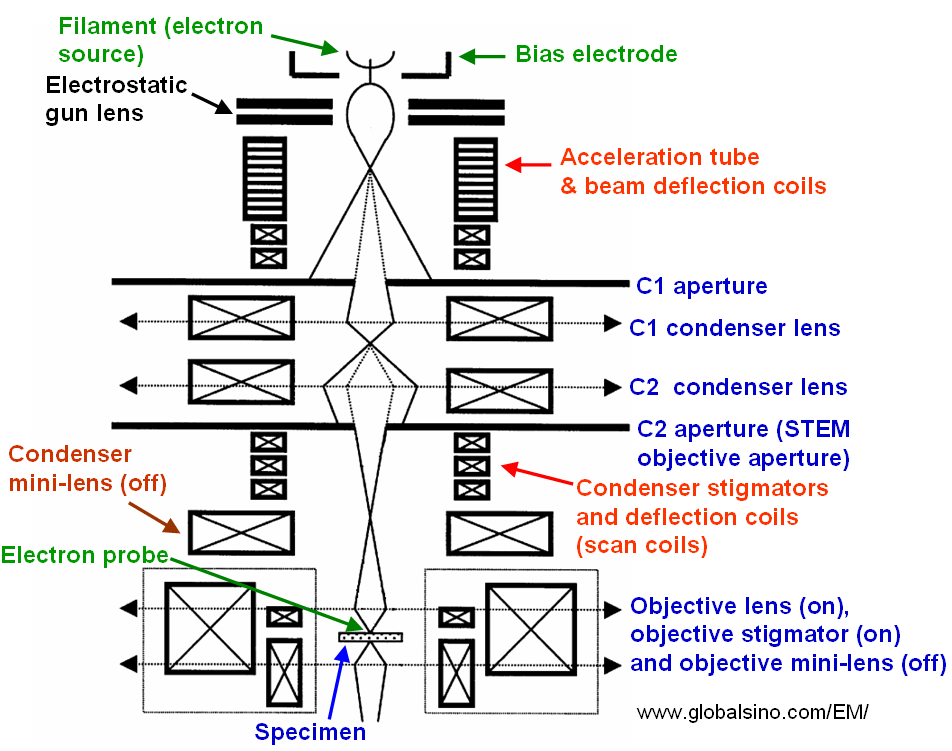 Filament (electron
source)
Bias electrode
Electrostatic
gun lens
Acceleration tube
& beam deflection coils
C1 aperture
C1 condenser lens
C2  condenser lens
C2 aperture (STEM
objective aperture)
Condenser
mini-lens (off)
Condenser stigmators
and deflection coils
(scan coils)
Electron probe
Objective lens (on),
objective stigmator (on)
and objective mini-lens (off)
Specimen
www.globalsino.com/EM/